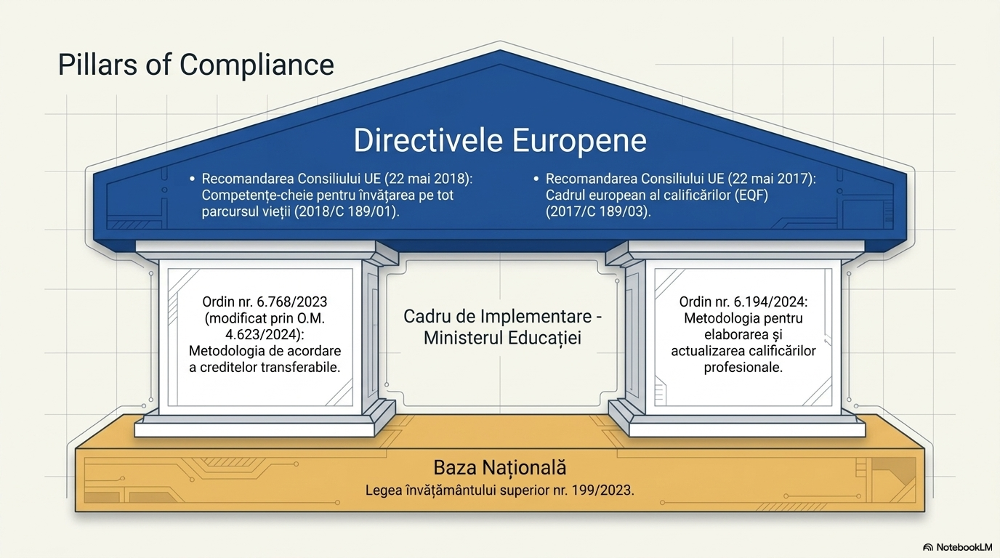 Pillars of Compliance
Directivele Europene
• Recomandarea Consiliului UE (22 mai 2018):
Competențe-cheie pentru învățarea pe tot
parcursul vieții (2018/C 189/01).
• Recomandarea Consiliului UE (22 mai 2017):
Cadrul european al calificărilor (EQF)
(2017/C 189/03).
Ordin nr. 6.768/2023
(modificat prin O.M.
4.623/2024):
Metodologia de acordare
a creditelor transferabile.
Cadru de Implementare -
Ministerul Educației
Ordin nr. 6.194/2024:
Metodologia pentru
elaborarea și
actualizarea calificărilor
profesionale.
Baza Națională
Legea învățământului superior nr. 199/2023.
NotebookLM